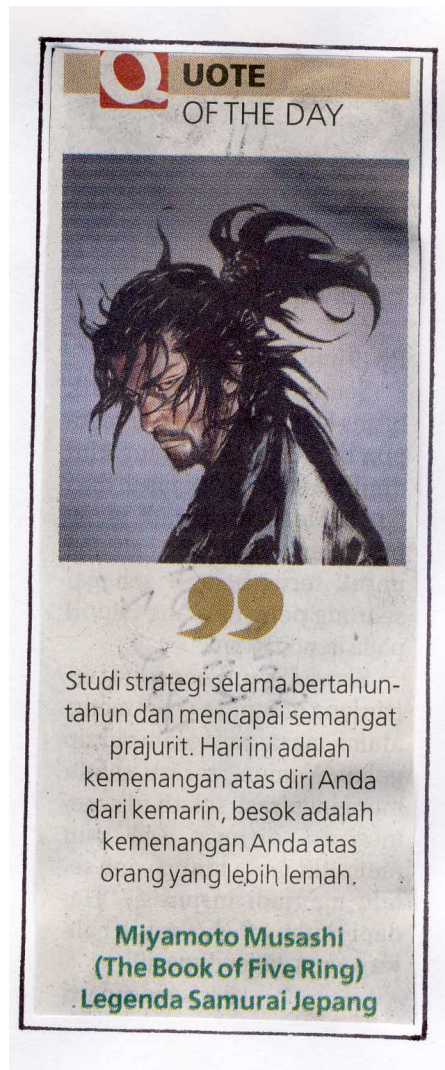 QUOTE
OF THE DAY
Studi strategi selama bertahun-
tahun dan mencapai semangat
prajurit. Hari ini adalah
kemenangan atas diri Anda
dari kemarin, besok adalah
kemenangan Anda atas
orang yang lebih lemah.
Miyamoto Musashi
(The Book of Five Ring)
Legenda Samurai Jepang